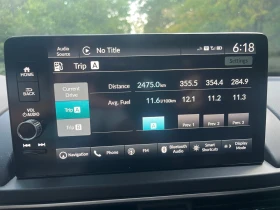 Audio
Source
No Title
6:18
Trip A
Settings
HOME
BACK
VOL
AUDIO
Current
Drive
Trip A
Trip B
Distance 2475.0km 355.5 354.4 284.9
Avg. Fuel 11.6l/100km 12.1 11.2 11.3
A Prev. 1 Prev. 2 Prev. 3
Navigation Phone FM Bluetooth Audio Smart
Shortcuts Display
Mode